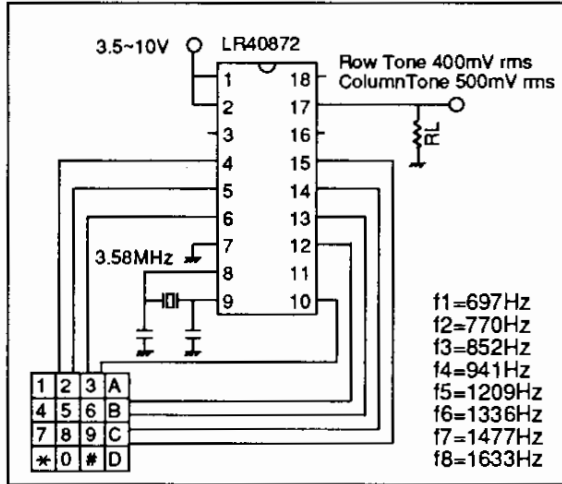 3.5~10V LR40872
Row Tone 400mV rms
ColumnTone 500mV rms
1 18
2 17
3 16
4 15
5 14
6 13
7 12
8 11
9 10
RL
3.58MHz
f1=697Hz
f2=770Hz
f3=852Hz
f4=941Hz
f5=1209Hz
f6=1336Hz
f7=1477Hz
f8=1633Hz
1 2 3 A
4 5 6 B
7 8 9 C
* 0 # D